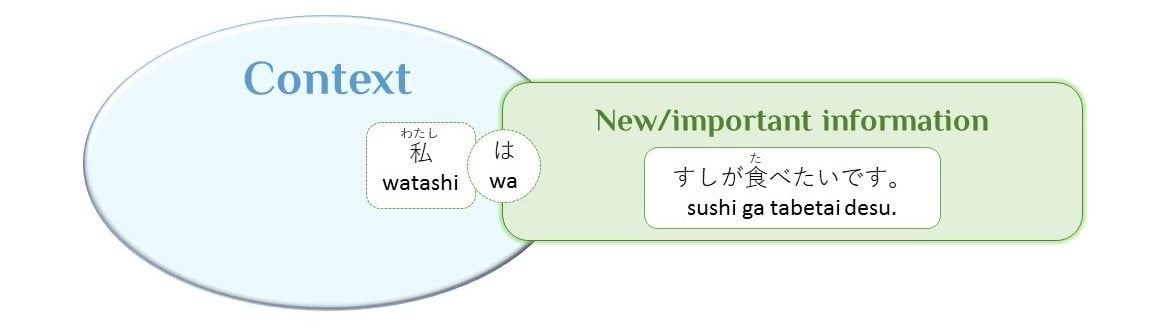 Context
わたし
私
watashi
は
wa
New/important information
た
すしが食べたいです。
sushi ga tabetai desu.